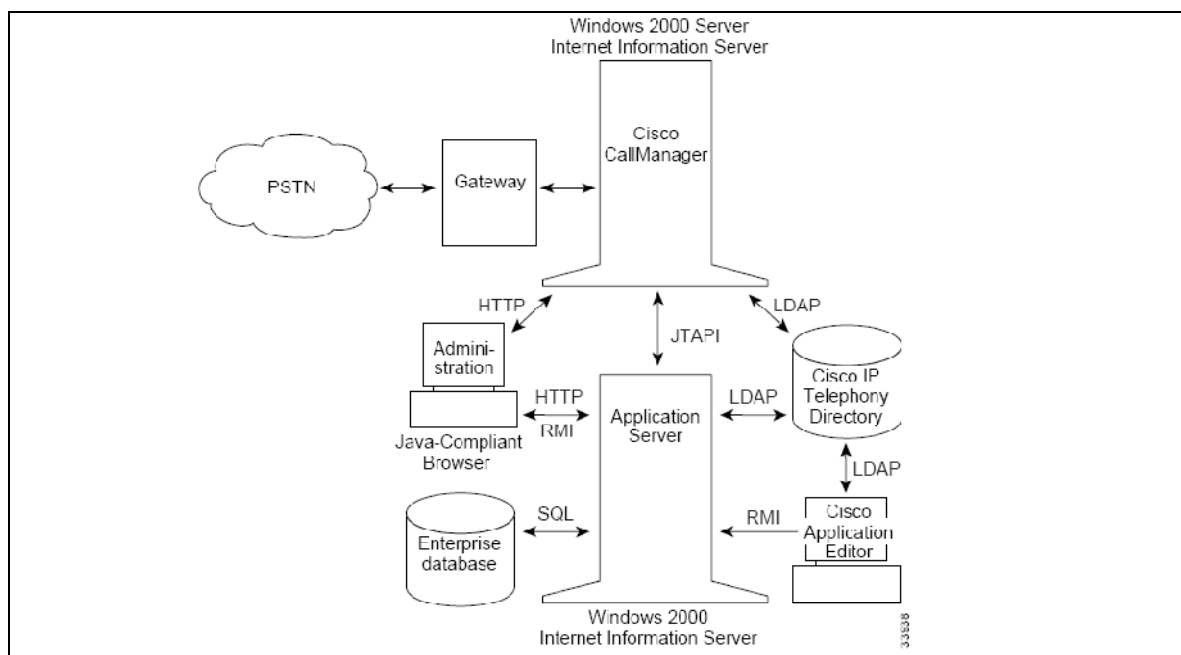 Windows 2000 Server
Internet Information Server
Cisco
CallManager
PSTN
Gateway
HTTP
LDAP
JTAPI
Admini-
stration
Cisco IP
Telephony
Directory
HTTP
RMI
Application
Server
LDAP
Java-Compliant
Browser
LDAP
SQL
Enterprise
database
RMI
Cisco
Application
Editor
Windows 2000
Internet Information Server